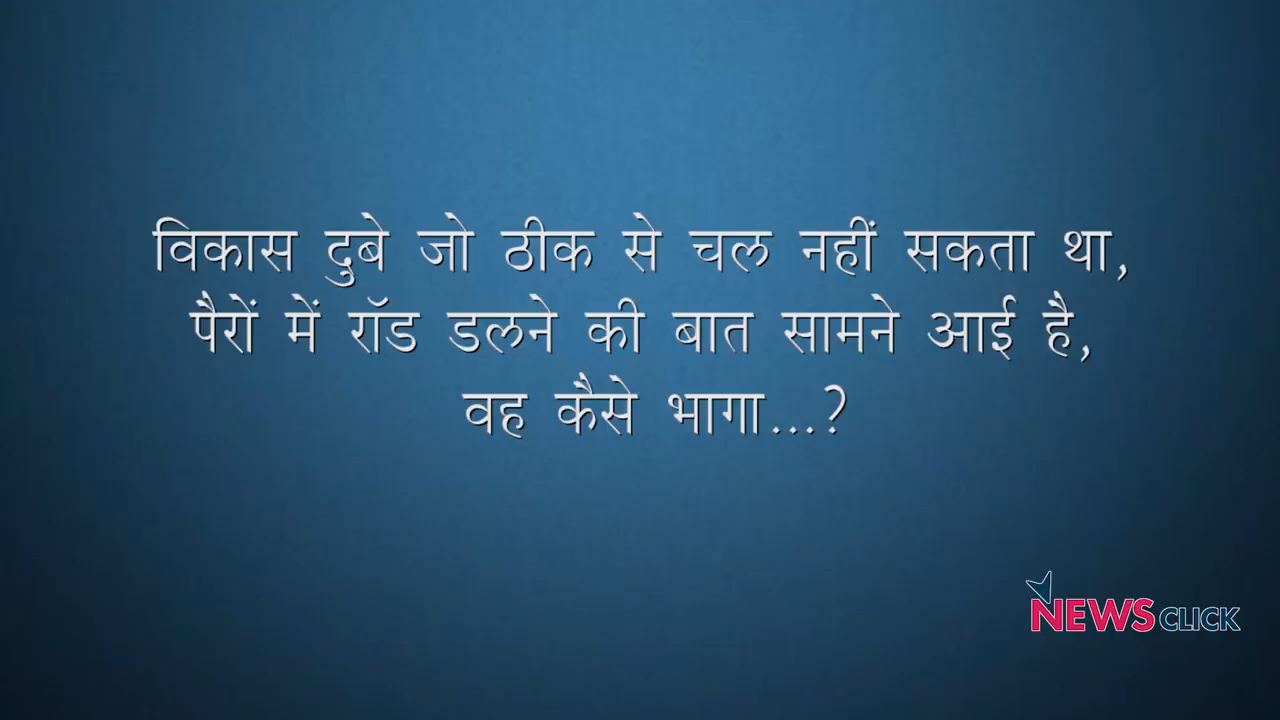 विकास दुबे जो ठीक से चल नहीं सकता था,
पैरों में रॉड डलने की बात सामने आई है,
वह कैसे भागा...?
NEWSCLICK